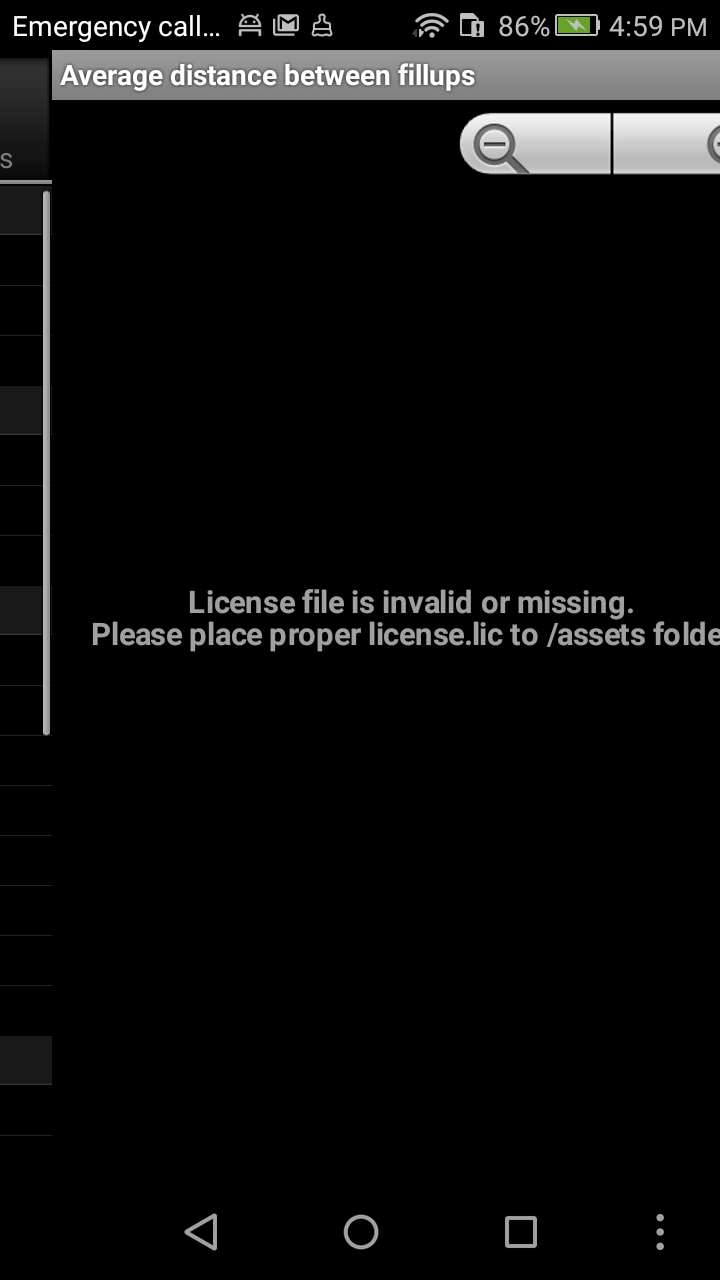 Emergency call... 86% 4:59 PM
Average distance between fillups
S
License file is invalid or missing.
Please place proper license.lic to /assets folde